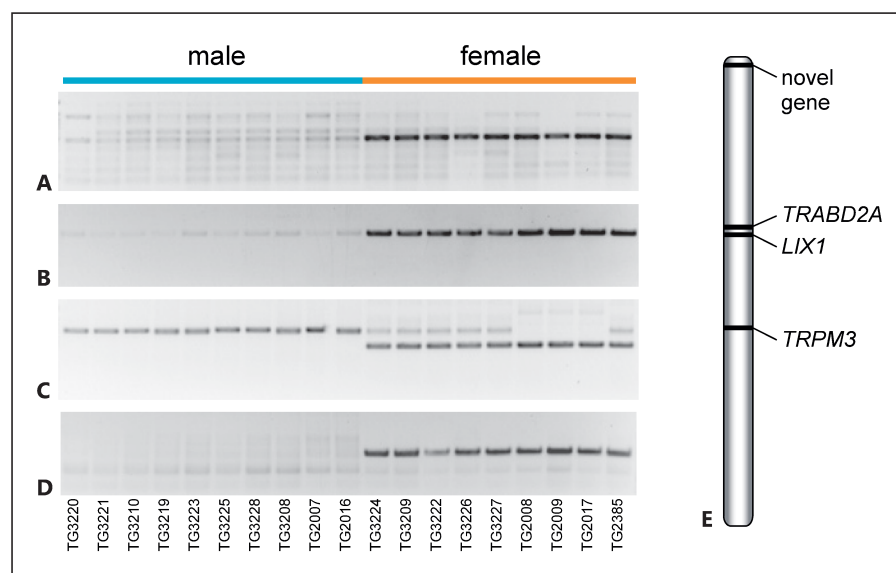 male
female
A
B
C
D
TG3220
TG3221
TG3210
TG3219
TG3223
TG3225
TG3228
TG3208
TG2007
TG2016
TG3224
TG3209
TG3222
TG3226
TG3227
TG2008
TG2009
TG2017
TG2385
novel
gene
TRABD2A
LIX1
TRPM3
E